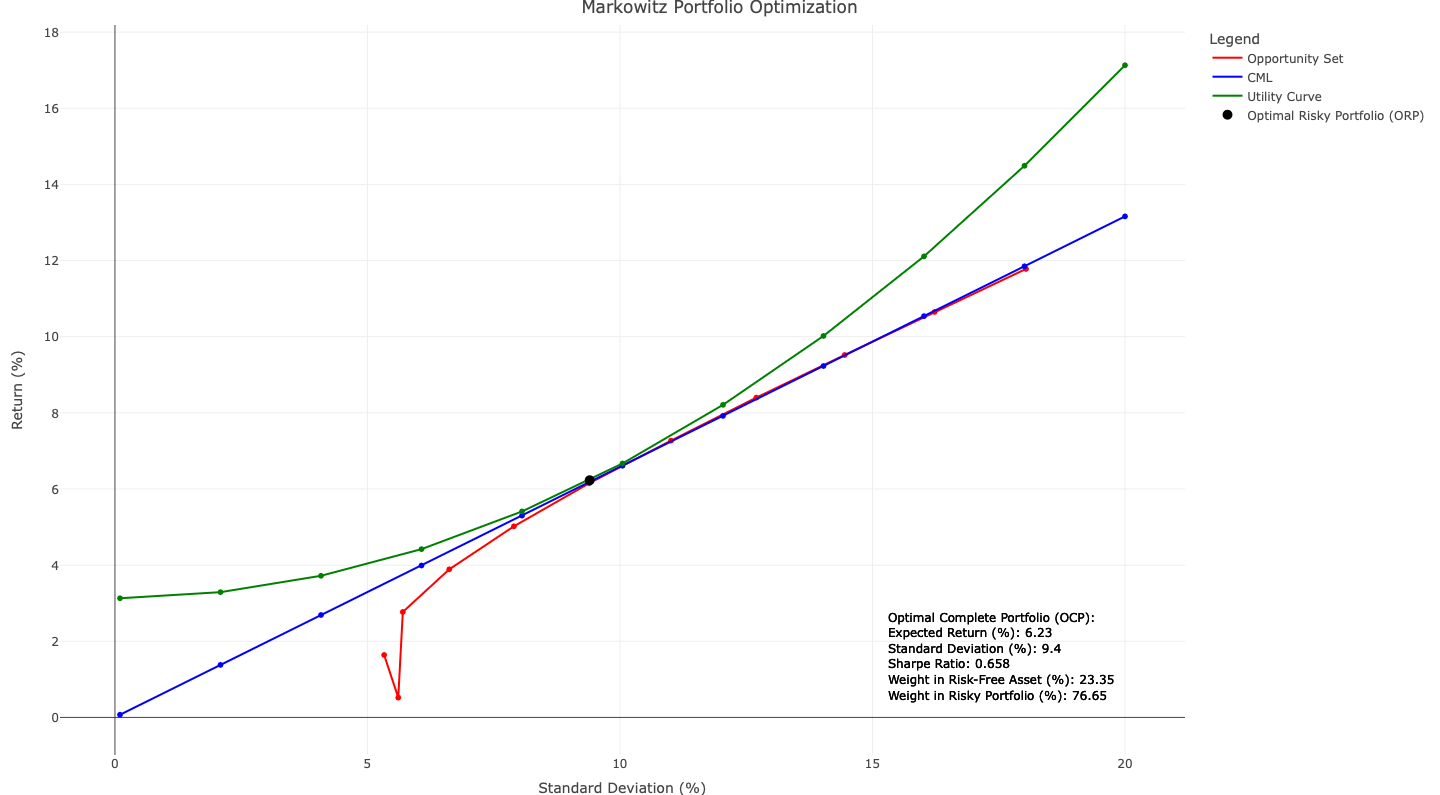 Markowitz Portfolio Optimization
18
16
14
12
10
8
6
4
2
0
Return (%)
0
5
10
15
20
Standard Deviation (%)
Legend
Opportunity Set
CML
Utility Curve
Optimal Risky Portfolio (ORP)
Optimal Complete Portfolio (OCP):
Expected Return (%): 6.23
Standard Deviation (%): 9.4
Sharpe Ratio: 0.658
Weight in Risk-Free Asset (%): 23.35
Weight in Risky Portfolio (%): 76.65